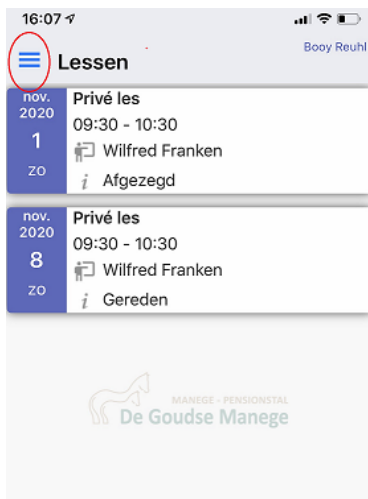 16:07
Booy Reuhl
Lessen
nov.
2020
1
ZO
Privé les
09:30 - 10:30
Wilfred Franken
i Afgezegd
nov.
2020
8
ZO
Privé les
09:30 - 10:30
Wilfred Franken
i Gereden
MANEGE - PENSIONSTAL
De Goudse Manege